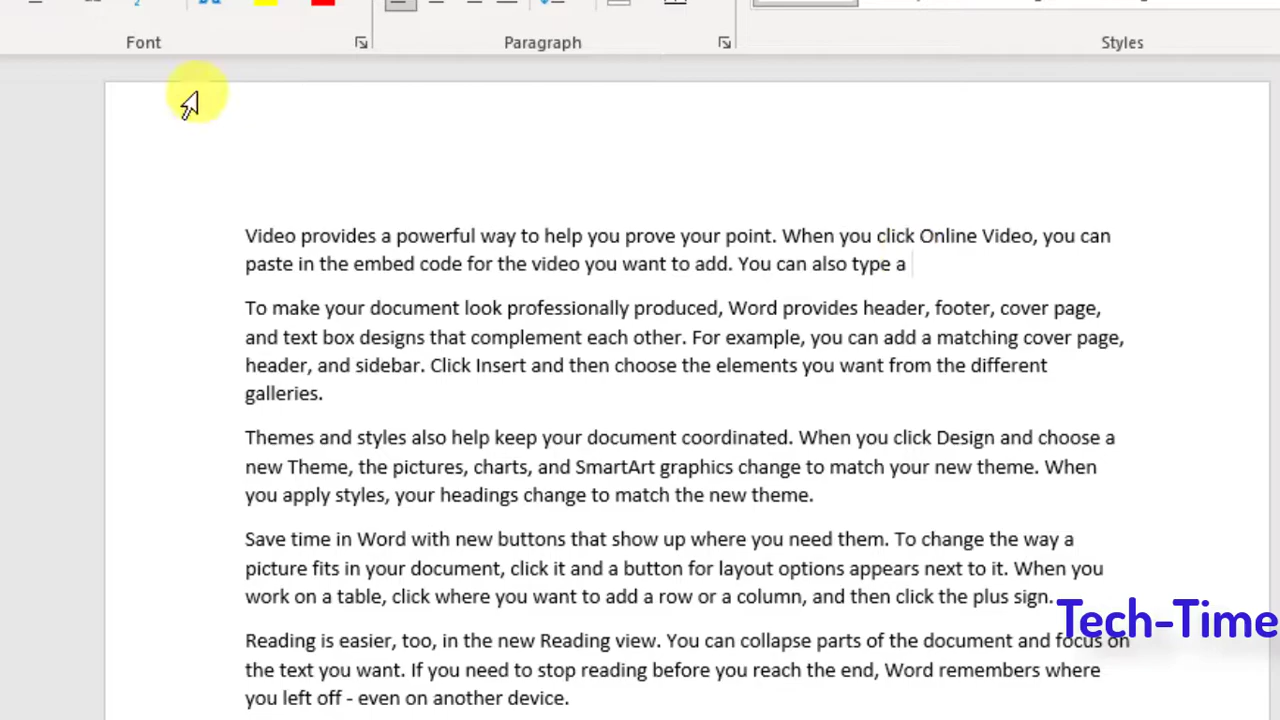 Font
Paragraph
Styles
Video provides a powerful way to help you prove your point. When you click Online Video, you can
paste in the embed code for the video you want to add. You can also type a
To make your document look professionally produced, Word provides header, footer, cover page,
and text box designs that complement each other. For example, you can add a matching cover page,
header, and sidebar. Click Insert and then choose the elements you want from the different
galleries.
Themes and styles also help keep your document coordinated. When you click Design and choose a
new Theme, the pictures, charts, and SmartArt graphics change to match your new theme. When
you apply styles, your headings change to match the new theme.
Save time in Word with new buttons that show up where you need them. To change the way a
picture fits in your document, click it and a button for layout options appears next to it. When you
work on a table, click where you want to add a row or a column, and then click the plus sign.
Tech-Time
Reading is easier, too, in the new Reading view. You can collapse parts of the document and focus on
the text you want. If you need to stop reading before you reach the end, Word remembers where
you left off - even on another device.